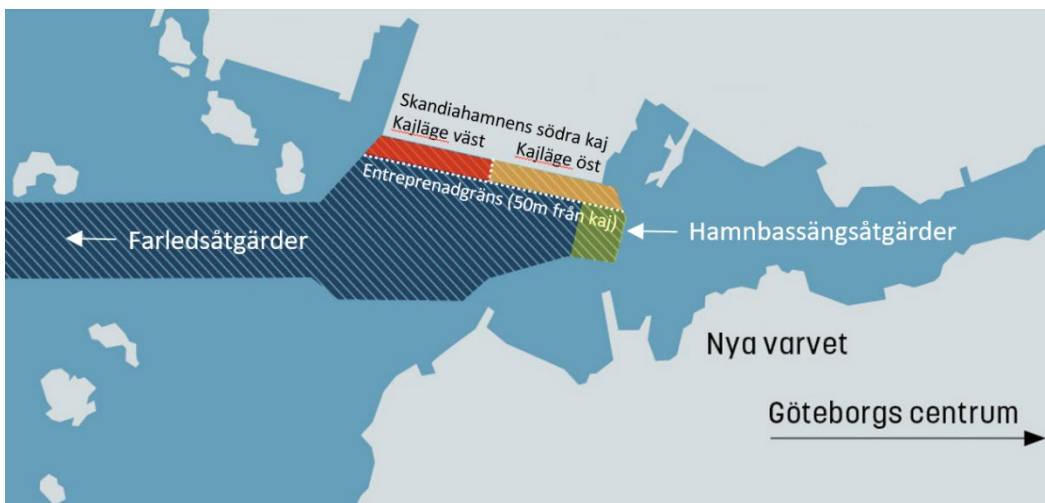 Skandiahamnens södra kaj
Kajläge väst
Kajläge öst
Entreprenadgräns (50m från kaj)
Farledsåtgärder
Hamnbassängsåtgärder
Nya varvet
Göteborgs centrum